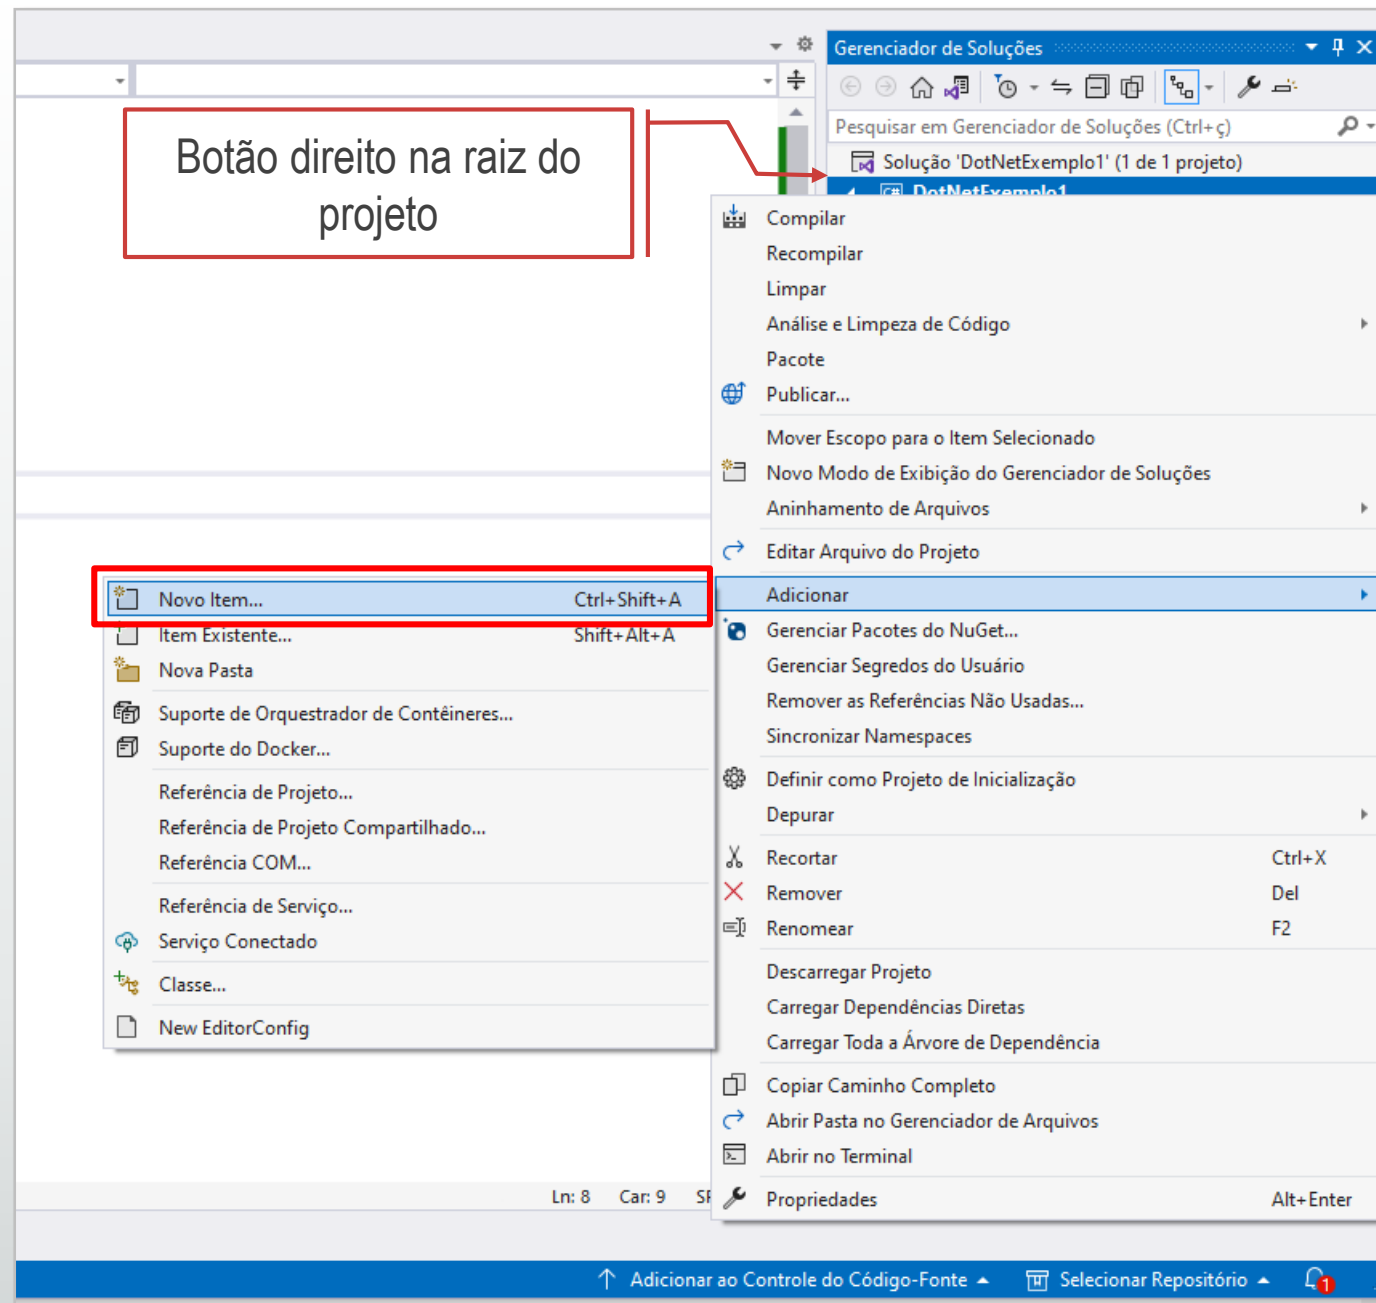 Gerenciador de Soluções
Pesquisar em Gerenciador de Soluções (Ctrl+ç)
Solução 'DotNetExemplo1' (1 de 1 projeto)
C# DotNetExemplo1
Botão direito na raiz do
projeto
Compilar
Recompilar
Limpar
Análise e Limpeza de Código
Pacote
Publicar...
Mover Escopo para o Item Selecionado
Novo Modo de Exibição do Gerenciador de Soluções
Aninhamento de Arquivos
Editar Arquivo do Projeto
Adicionar
Gerenciar Pacotes do NuGet...
Gerenciar Segredos do Usuário
Remover as Referências Não Usadas...
Sincronizar Namespaces
Definir como Projeto de Inicialização
Depurar
Recortar Ctrl+X
Remover Del
Renomear F2
Descarregar Projeto
Carregar Dependências Diretas
Carregar Toda a Árvore de Dependência
Copiar Caminho Completo
Abrir Pasta no Gerenciador de Arquivos
Abrir no Terminal
Propriedades Alt+Enter
Novo Item... Ctrl+Shift+A
Item Existente... Shift+Alt+A
Nova Pasta
Suporte de Orquestrador de Contêineres...
Suporte do Docker...
Referência de Projeto...
Referência de Projeto Compartilhado...
Referência COM...
Referência de Serviço...
Serviço Conectado
Classe...
New EditorConfig
Ln: 8 Car: 9
Adicionar ao Controle do Código-Fonte Selecionar Repositório 1